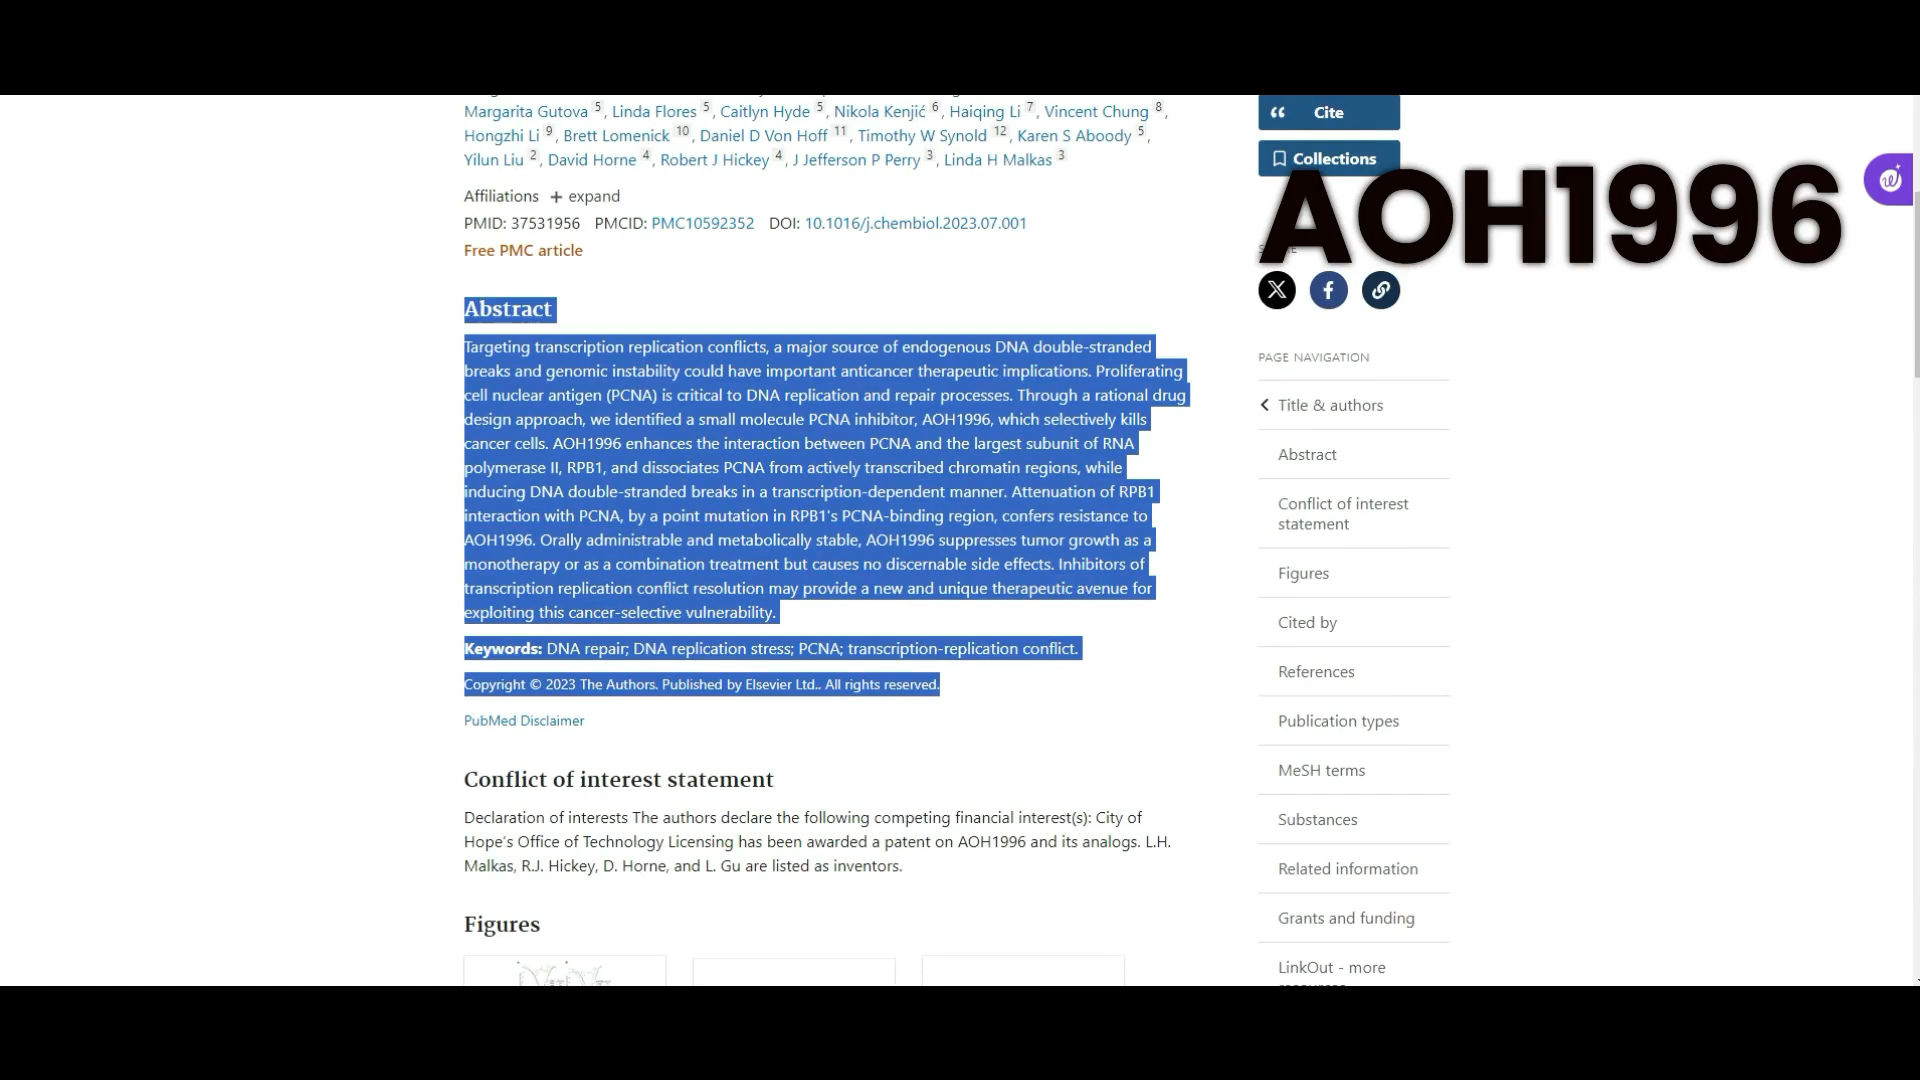 Margarita Gutova 5, Linda Flores 5, Caitlyn Hyde 5, Nikola Kenjić 6, Haiqing Li 7, Vincent Chung 8,
Hongzhi Li 9, Brett Lomenick 10, Daniel D Von Hoff 11, Timothy W Synold 12, Karen S Aboody 5,
Yilun Liu 2, David Horne 4, Robert J Hickey 4, J Jefferson P Perry 3, Linda H Malkas 3
Affiliations + expand
PMID: 37531956 PMCID: PMC10592352 DOI: 10.1016/j.chembiol.2023.07.001
Free PMC article
Abstract
Targeting transcription replication conflicts, a major source of endogenous DNA double-stranded
breaks and genomic instability could have important anticancer therapeutic implications. Proliferating
cell nuclear antigen (PCNA) is critical to DNA replication and repair processes. Through a rational drug
design approach, we identified a small molecule PCNA inhibitor, AOH1996, which selectively kills
cancer cells. AOH1996 enhances the interaction between PCNA and the largest subunit of RNA
polymerase II, RPB1, and dissociates PCNA from actively transcribed chromatin regions, while
inducing DNA double-stranded breaks in a transcription-dependent manner. Attenuation of RPB1
interaction with PCNA, by a point mutation in RPB1's PCNA-binding region, confers resistance to
AOH1996. Orally administrable and metabolically stable, AOH1996 suppresses tumor growth as a
monotherapy or as a combination treatment but causes no discernable side effects. Inhibitors of
transcription replication conflict resolution may provide a new and unique therapeutic avenue for
exploiting this cancer-selective vulnerability.
Keywords: DNA repair; DNA replication stress; PCNA; transcription-replication conflict.
Copyright © 2023 The Authors. Published by Elsevier Ltd.. All rights reserved.
PubMed Disclaimer
Conflict of interest statement
Declaration of interests The authors declare the following competing financial interest(s): City of
Hope's Office of Technology Licensing has been awarded a patent on AOH1996 and its analogs. L.H.
Malkas, R.J. Hickey, D. Horne, and L. Gu are listed as inventors.
Figures
Cite
Collections
AOH1996
PAGE NAVIGATION
Title & authors
Abstract
Conflict of interest
statement
Figures
Cited by
References
Publication types
MeSH terms
Substances
Related information
Grants and funding
LinkOut - more